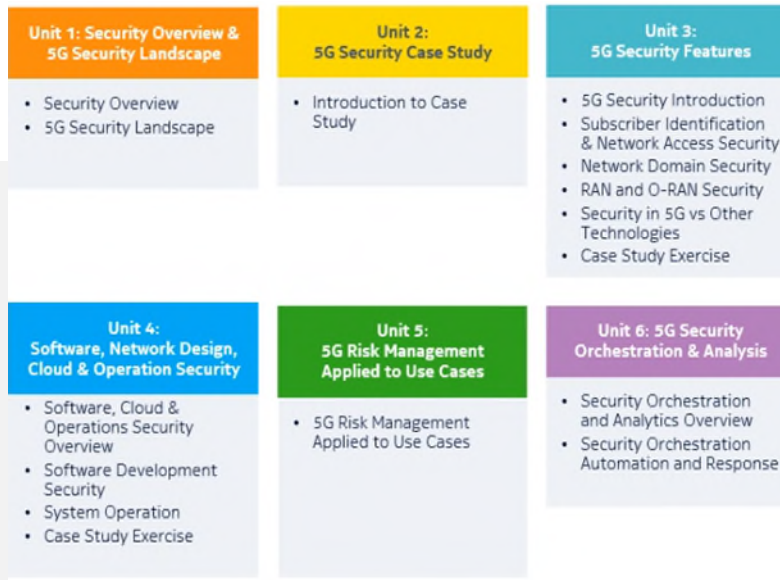 Unit 1: Security Overview &
5G Security Landscape
• Security Overview
• 5G Security Landscape
Unit 2:
5G Security Case Study
• Introduction to Case
Study
Unit 3:
5G Security Features
• 5G Security Introduction
• Subscriber Identification
& Network Access Security
• Network Domain Security
• RAN and O-RAN Security
• Security in 5G vs Other
Technologies
• Case Study Exercise
Unit 4:
Software, Network Design,
Cloud & Operation Security
• Software, Cloud &
Operations Security
Overview
• Software Development
Security
• System Operation
• Case Study Exercise
Unit 5:
5G Risk Management
Applied to Use Cases
• 5G Risk Management
Applied to Use Cases
Unit 6: 5G Security
Orchestration & Analysis
• Security Orchestration
and Analytics Overview
• Security Orchestration
Automation and Response